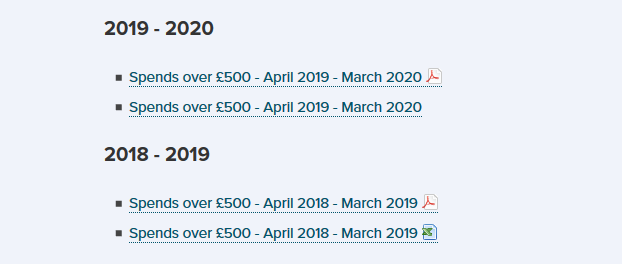 2019 - 2020
Spends over £500 - April 2019 - March 2020
Spends over £500 - April 2019 - March 2020
2018 - 2019
Spends over £500 - April 2018 - March 2019
Spends over £500 - April 2018 - March 2019